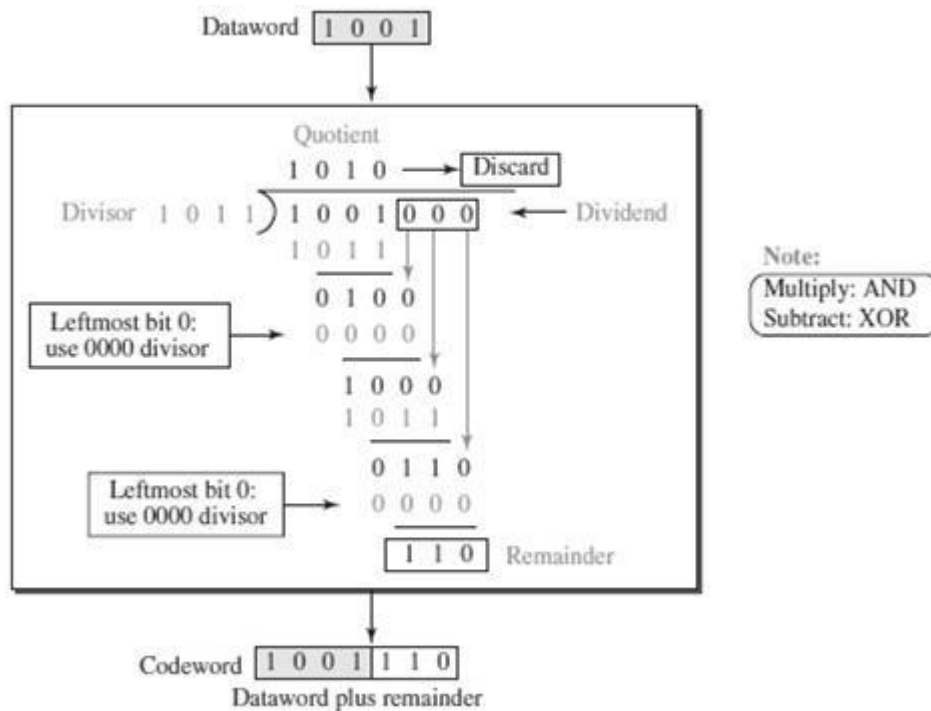 Dataword 1 0 0 1
Quotient
1 0 1 0 Discard
Divisor 1 0 1 1 1 0 0 1 0 0 0 Dividend
1 0 1 1
Note:
Multiply: AND
Subtract: XOR
0 1 0 0
Leftmost bit 0:
use 0000 divisor
0 0 0 0
1 0 0 0
1 0 1 1
0 1 1 0
Leftmost bit 0:
use 0000 divisor
0 0 0 0
1 1 0 Remainder
Codeword 1 0 0 1 1 1 0
Dataword plus remainder